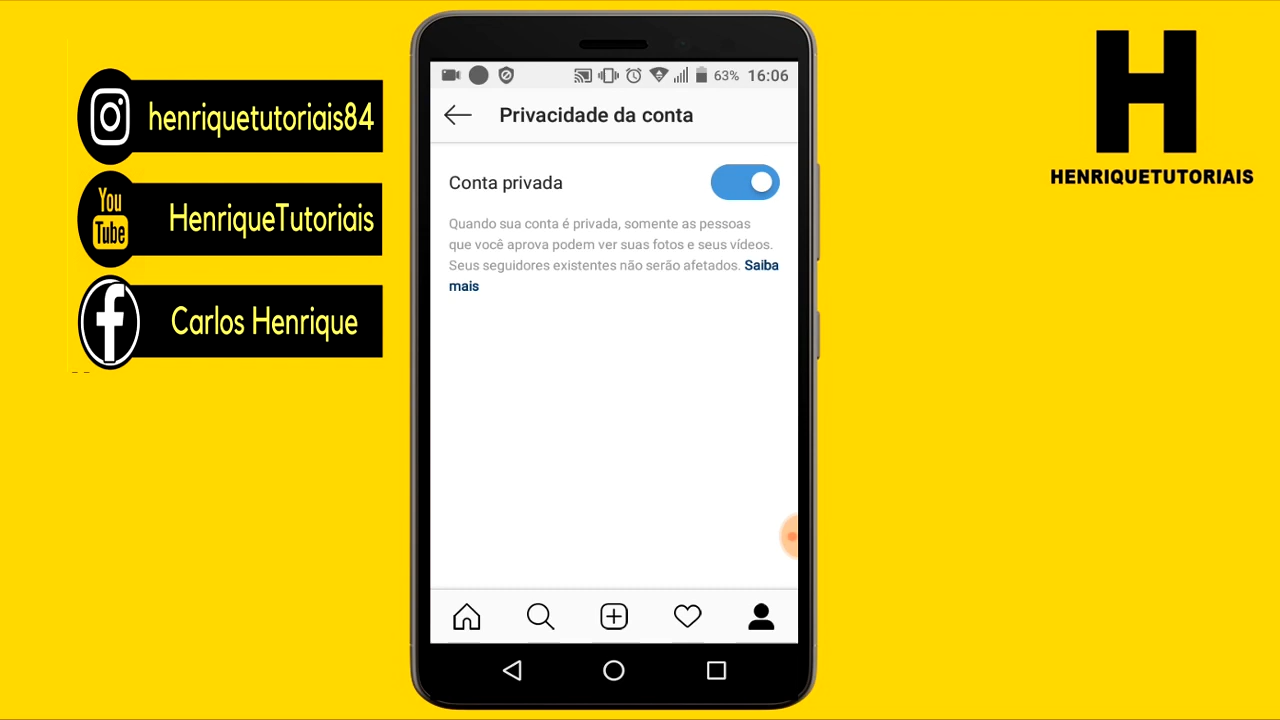 henriquetutoriais84
You
Tube
HenriqueTutoriais
Carlos Henrique
63% 16:06
Privacidade da conta
Conta privada
Quando sua conta é privada, somente as pessoas
que você aprova podem ver suas fotos e seus vídeos.
Seus seguidores existentes não serão afetados. Saiba
mais
H
HENRIQUETUTORIAIS